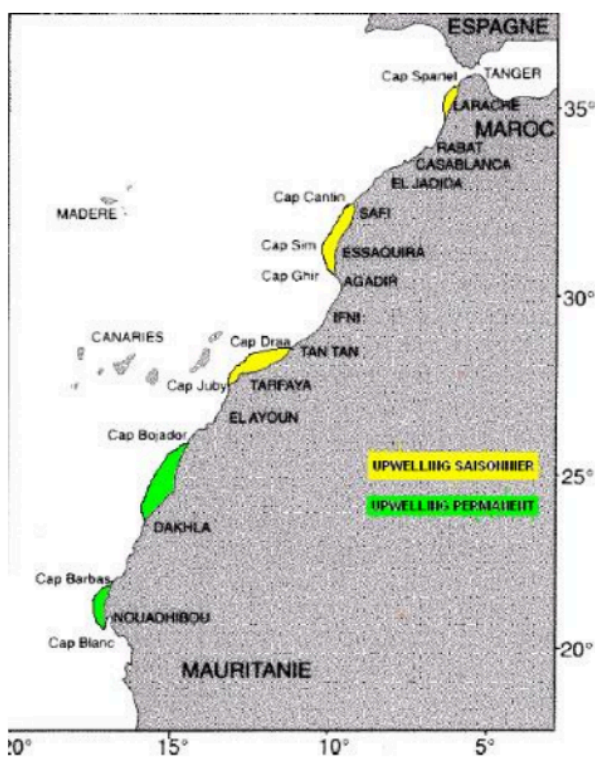 ESPAGNE
Cap Spartel
TANGER
LARACHE
35°
MAROC
RABAT
CASABLANCA
EL JADIDA
Cap Cantin
MADERE
SAFI
Cap Sim
ESSAQUIRA
Cap Ghir
AGADIR
30°
IFNI
CANARIES
Cap Draa
TAN TAN
Cap Juby
TARFAYA
EL AYOUN
Cap Bojador
UPWELLING SAISONNIER
25°
UPWELLING PERMANENT
DAKHLA
Cap Barbas
NOUADHIBOU
Cap Blanc
20°
MAURITANIE
20°
15°
10°
5°